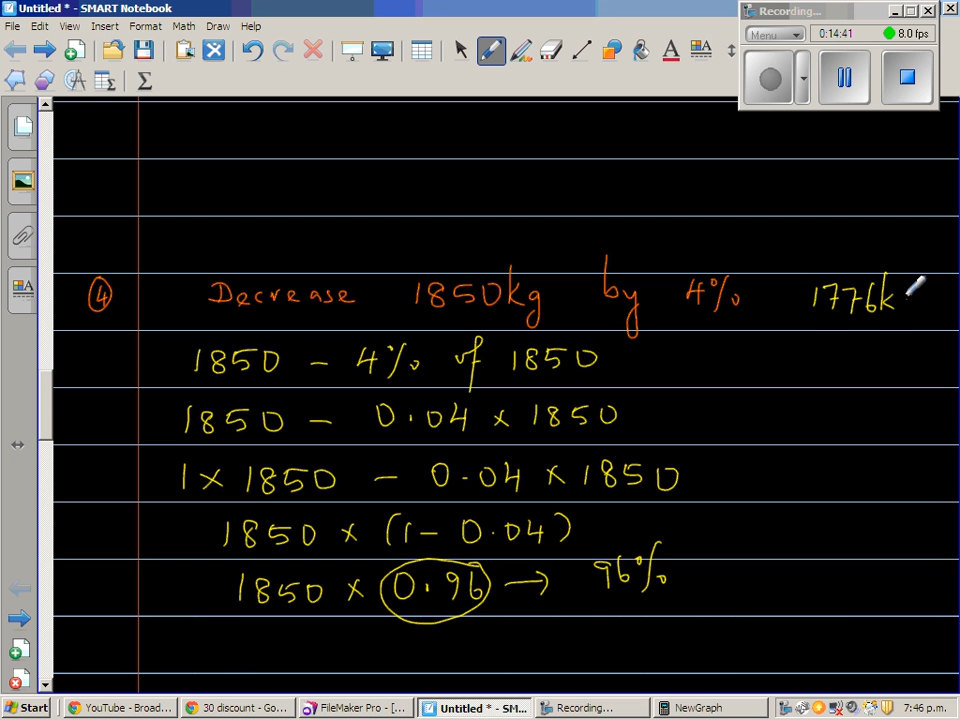 Untitled * - SMART Notebook
File Edit View Insert Format Math Draw Help
Recording...
Menu 0:14:41 8.0 fps
④ Decrease 1850kg by 4% 1776k
1850 - 4% of 1850
1850 - 0.04 × 1850
1 × 1850 - 0.04 × 1850
1850 × (1 - 0.04)
1850 × 0.96 → 96%
Start YouTube - Broad... 30 discount - Go... FileMaker Pro - [... Untitled * - SM... Recording... NewGraph 7:46 p.m.